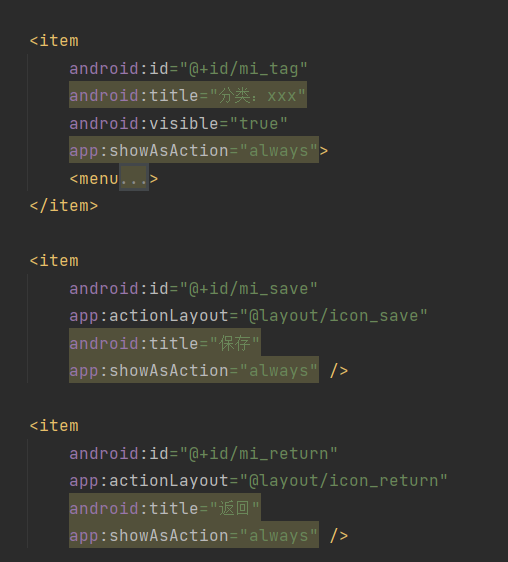 <item
android:id="@+id/mi_tag"
android:title="分类：xxx"
android:visible="true"
app:showAsAction="always">
<menu...>
</item>
<item
android:id="@+id/mi_save"
app:actionLayout="@layout/icon_save"
android:title="保存"
app:showAsAction="always" />
<item
android:id="@+id/mi_return"
app:actionLayout="@layout/icon_return"
android:title="返回"
app:showAsAction="always" />